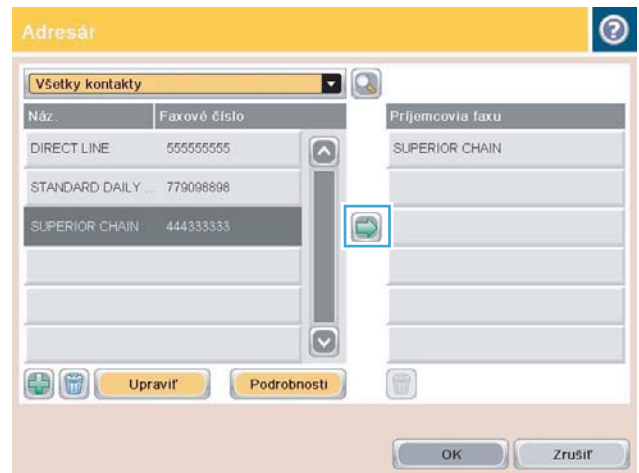 Adresár
Všetky kontakty
Náz. Faxové číslo Príjemcovia faxu
DIRECT LINE 555555555 SUPERIOR CHAIN
STANDARD DAILY ... 779098898
SUPERIOR CHAIN 444333333
Upraviť Podrobnosti
OK Zrušiť